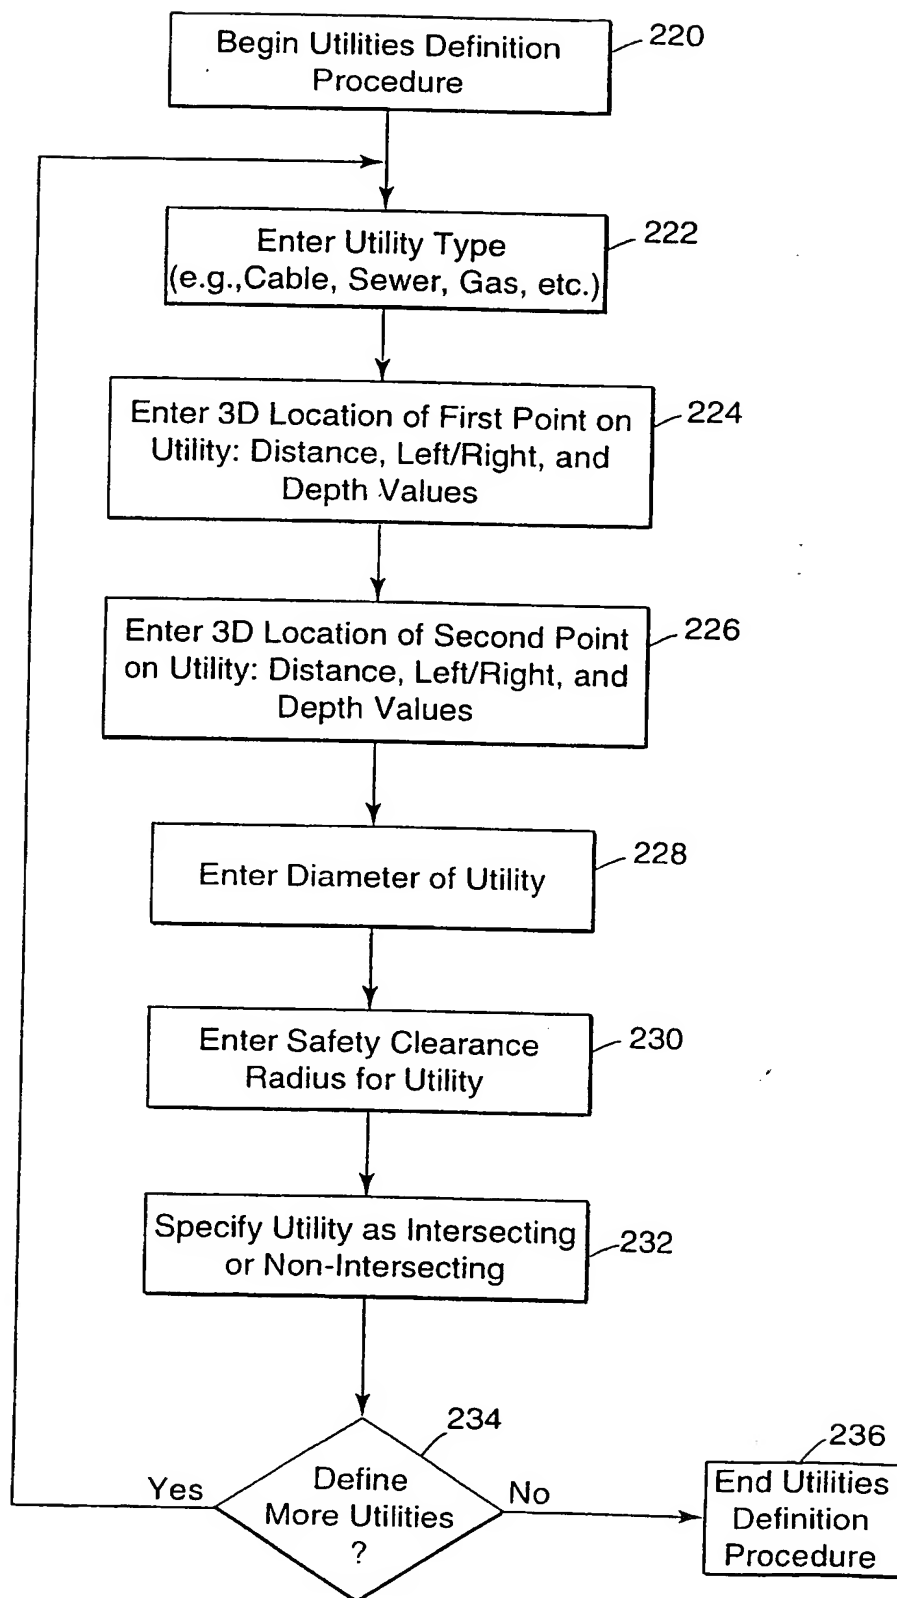 Begin Utilities Definition
Procedure
220
Enter Utility Type
(e.g.,Cable, Sewer, Gas, etc.)
222
Enter 3D Location of First Point on
Utility: Distance, Left/Right, and
Depth Values
224
Enter 3D Location of Second Point
on Utility: Distance, Left/Right, and
Depth Values
226
Enter Diameter of Utility
228
Enter Safety Clearance
Radius for Utility
230
Specify Utility as Intersecting
or Non-Intersecting
232
234
Define
More Utilities
?
Yes
No
236
End Utilities
Definition
Procedure